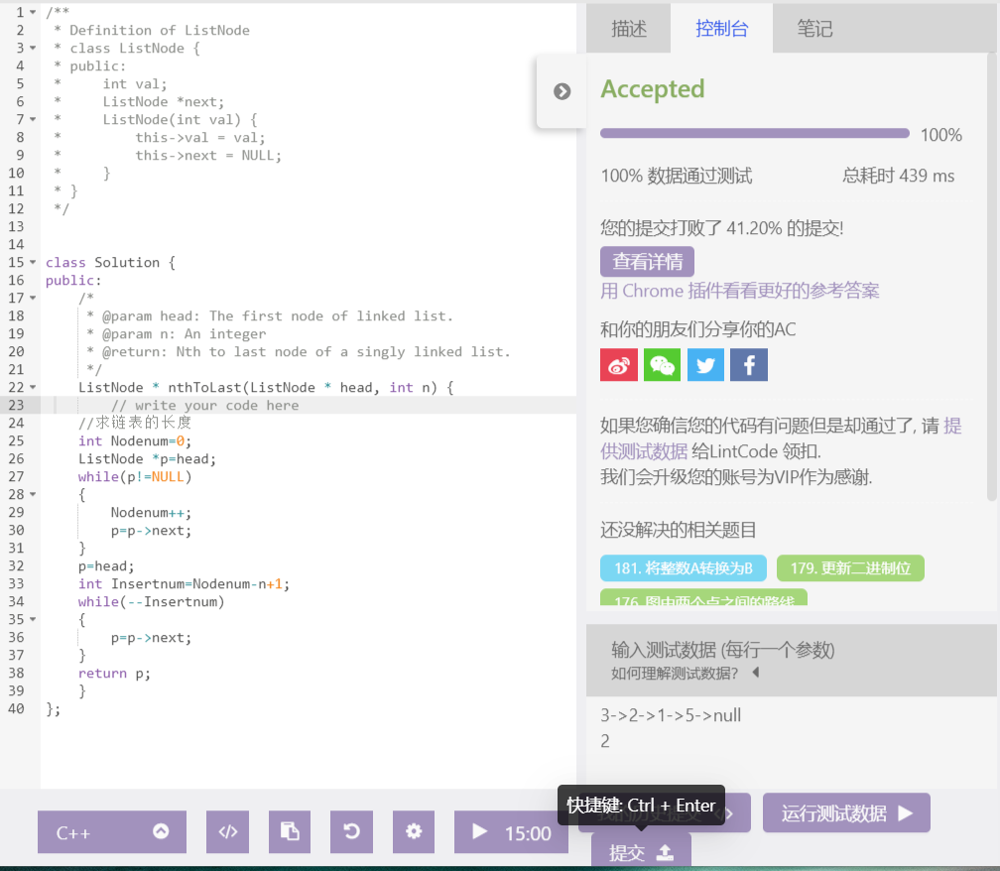 1 /**
2 * Definition of ListNode
3 * class ListNode {
4 * public:
5 *     int val;
6 *     ListNode *next;
7 *     ListNode(int val) {
8 *         this->val = val;
9 *         this->next = NULL;
10 *     }
11 * }
12 */
13
14
15 class Solution {
16 public:
17     /*
18      * @param head: The first node of linked list.
19      * @param n: An integer
20      * @return: Nth to last node of a singly linked list.
21      */
22     ListNode * nthToLast(ListNode * head, int n) {
23         // write your code here
24     //求链表的长度
25     int Nodenum=0;
26     ListNode *p=head;
27     while(p!=NULL)
28     {
29         Nodenum++;
30         p=p->next;
31     }
32     p=head;
33     int Insertnum=Nodenum-n+1;
34     while(--Insertnum)
35     {
36         p=p->next;
37     }
38     return p;
39     }
40 };
描述 控制台 笔记
Accepted
100%
100% 数据通过测试 总耗时 439 ms
您的提交打败了 41.20% 的提交!
查看详情
用 Chrome 插件看看更好的参考答案
和你的朋友们分享你的AC
如果您确信您的代码有问题但是却通过了, 请 提
供测试数据 给LintCode 领扣.
我们会升级您的账号为VIP作为感谢.
还没解决的相关题目
181. 将整数A转换为B 179. 更新二进制位
176. 图中两个点之间的路线
输入测试数据 (每行一个参数)
如何理解测试数据?
3->2->1->5->null
2
快捷键: Ctrl + Enter
运行测试数据
C++ </> 15:00
提交